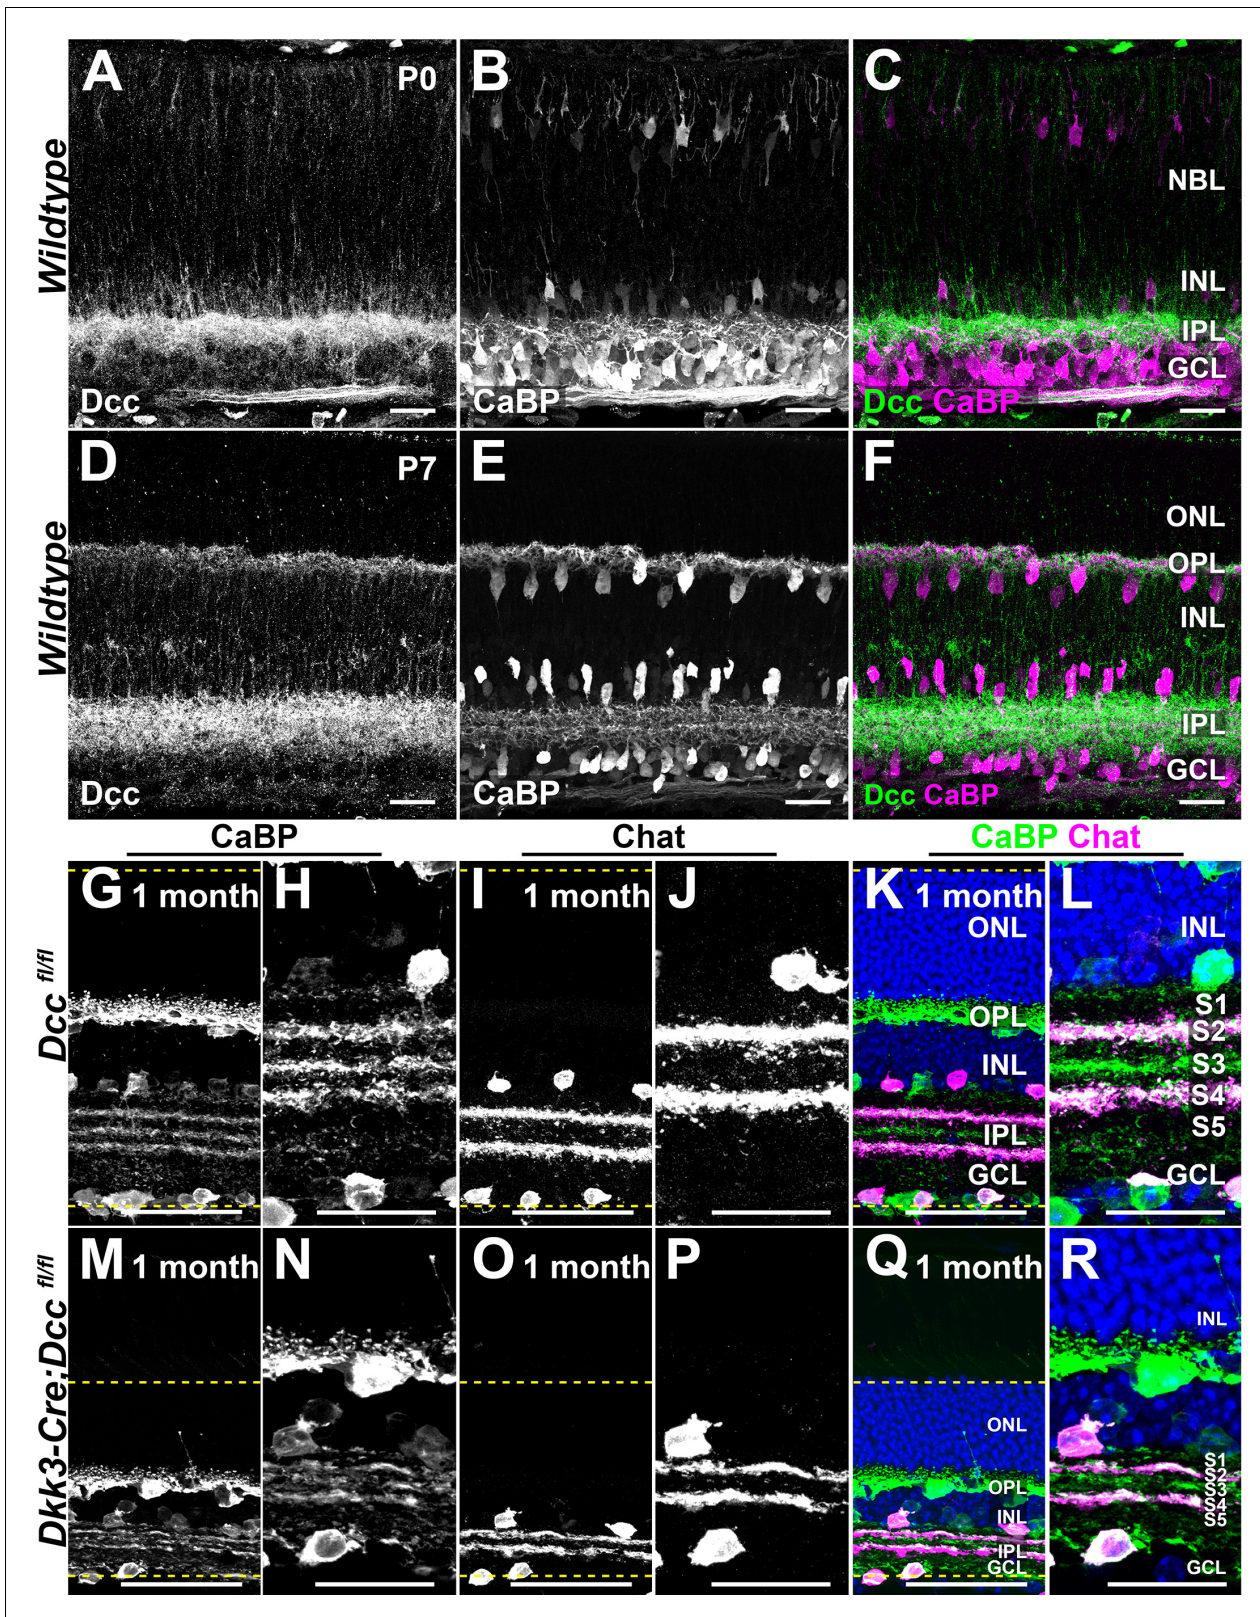 A
P0
B
C
Wildtype
NBL
INL
IPL
GCL
Dcc
CaBP
Dcc CaBP
D
P7
E
F
Wildtype
ONL
OPL
INL
IPL
GCL
Dcc
CaBP
Dcc CaBP
CaBP
Chat
CaBP Chat
G 1 month
H
I 1 month
J
K 1 month
L
Dcc fl/fl
ONL
OPL
INL
IPL
GCL
INL
S1
S2
S3
S4
S5
GCL
M 1 month
N
O 1 month
P
Q 1 month
R
Dkk3-Cre;Dcc fl/fl
ONL
OPL
INL
IPL
GCL
INL
S1
S2
S3
S4
S5
GCL